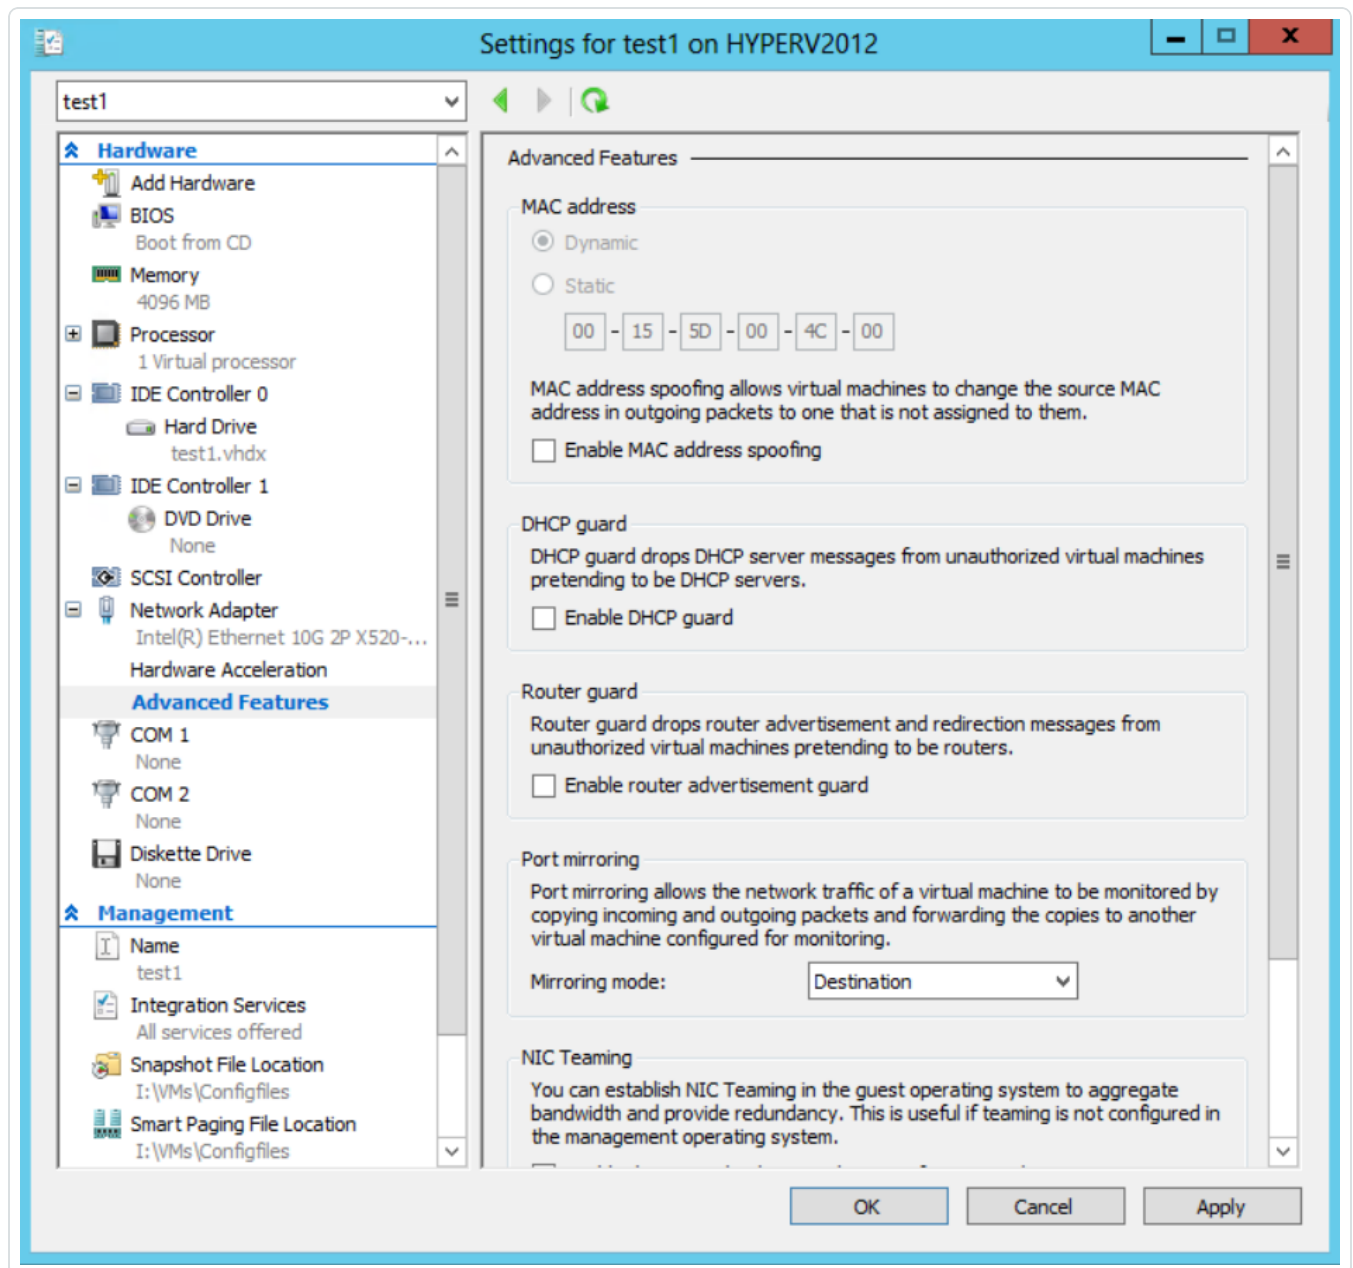 Settings for test1 on HYPERV2012
test1
Hardware
Add Hardware
BIOS
Boot from CD
Memory
4096 MB
Processor
1 Virtual processor
IDE Controller 0
Hard Drive
test1.vhdx
IDE Controller 1
DVD Drive
None
SCSI Controller
Network Adapter
Intel(R) Ethernet 10G 2P X520-...
Hardware Acceleration
Advanced Features
COM 1
None
COM 2
None
Diskette Drive
None
Management
Name
test1
Integration Services
All services offered
Snapshot File Location
I:\VMs\Configfiles
Smart Paging File Location
I:\VMs\Configfiles
Advanced Features
MAC address
Dynamic
Static
00 - 15 - 5D - 00 - 4C - 00
MAC address spoofing allows virtual machines to change the source MAC
address in outgoing packets to one that is not assigned to them.
Enable MAC address spoofing
DHCP guard
DHCP guard drops DHCP server messages from unauthorized virtual machines
pretending to be DHCP servers.
Enable DHCP guard
Router guard
Router guard drops router advertisement and redirection messages from
unauthorized virtual machines pretending to be routers.
Enable router advertisement guard
Port mirroring
Port mirroring allows the network traffic of a virtual machine to be monitored by
copying incoming and outgoing packets and forwarding the copies to another
virtual machine configured for monitoring.
Mirroring mode:
Destination
NIC Teaming
You can establish NIC Teaming in the guest operating system to aggregate
bandwidth and provide redundancy. This is useful if teaming is not configured in
the management operating system.
OK
Cancel
Apply